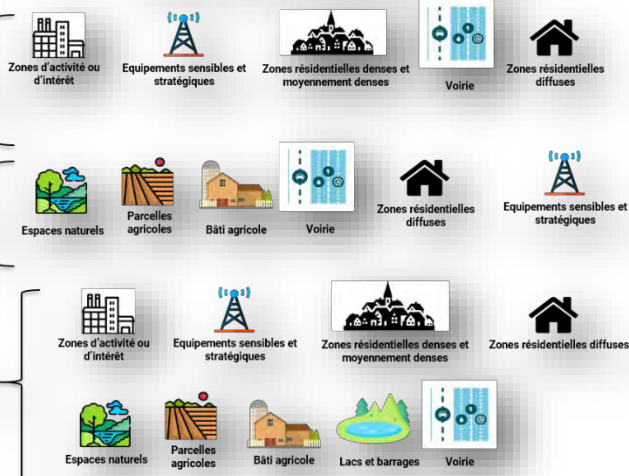 Zones d'activité ou
d'intérêt
Equipements sensibles et
stratégiques
Zones résidentielles denses et
moyennement denses
Voirie
Zones résidentielles
diffuses
Espaces naturels
Parcelles
agricoles
Bâti agricole
Voirie
Zones résidentielles
diffuses
Equipements sensibles et
stratégiques
Zones d'activité ou
d'intérêt
Equipements sensibles et
stratégiques
Zones résidentielles denses et
moyennement denses
Zones résidentielles diffuses
Espaces naturels
Parcelles
agricoles
Bâti agricole
Lacs et barrages
Voirie